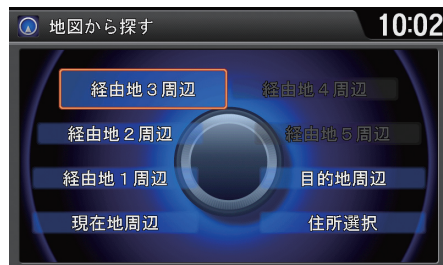 地図から探す 10:02
経由地3周辺 経由地4周辺
経由地2周辺 経由地5周辺
経由地1周辺 目的地周辺
現在地周辺 住所選択